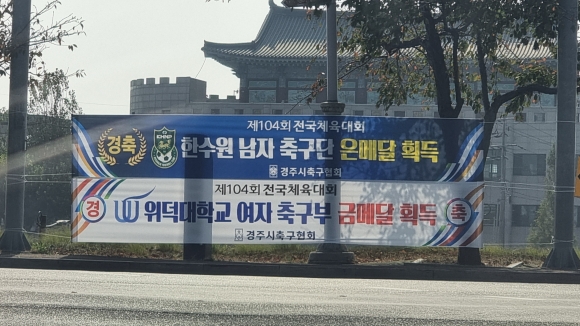 제104회 전국체육대회
경축 KHNP 한수원 남자 축구단 은메달 획득
경주시축구협회
제104회 전국체육대회
경 위덕대학교 여자 축구부 금메달 획득 축
경주시축구협회